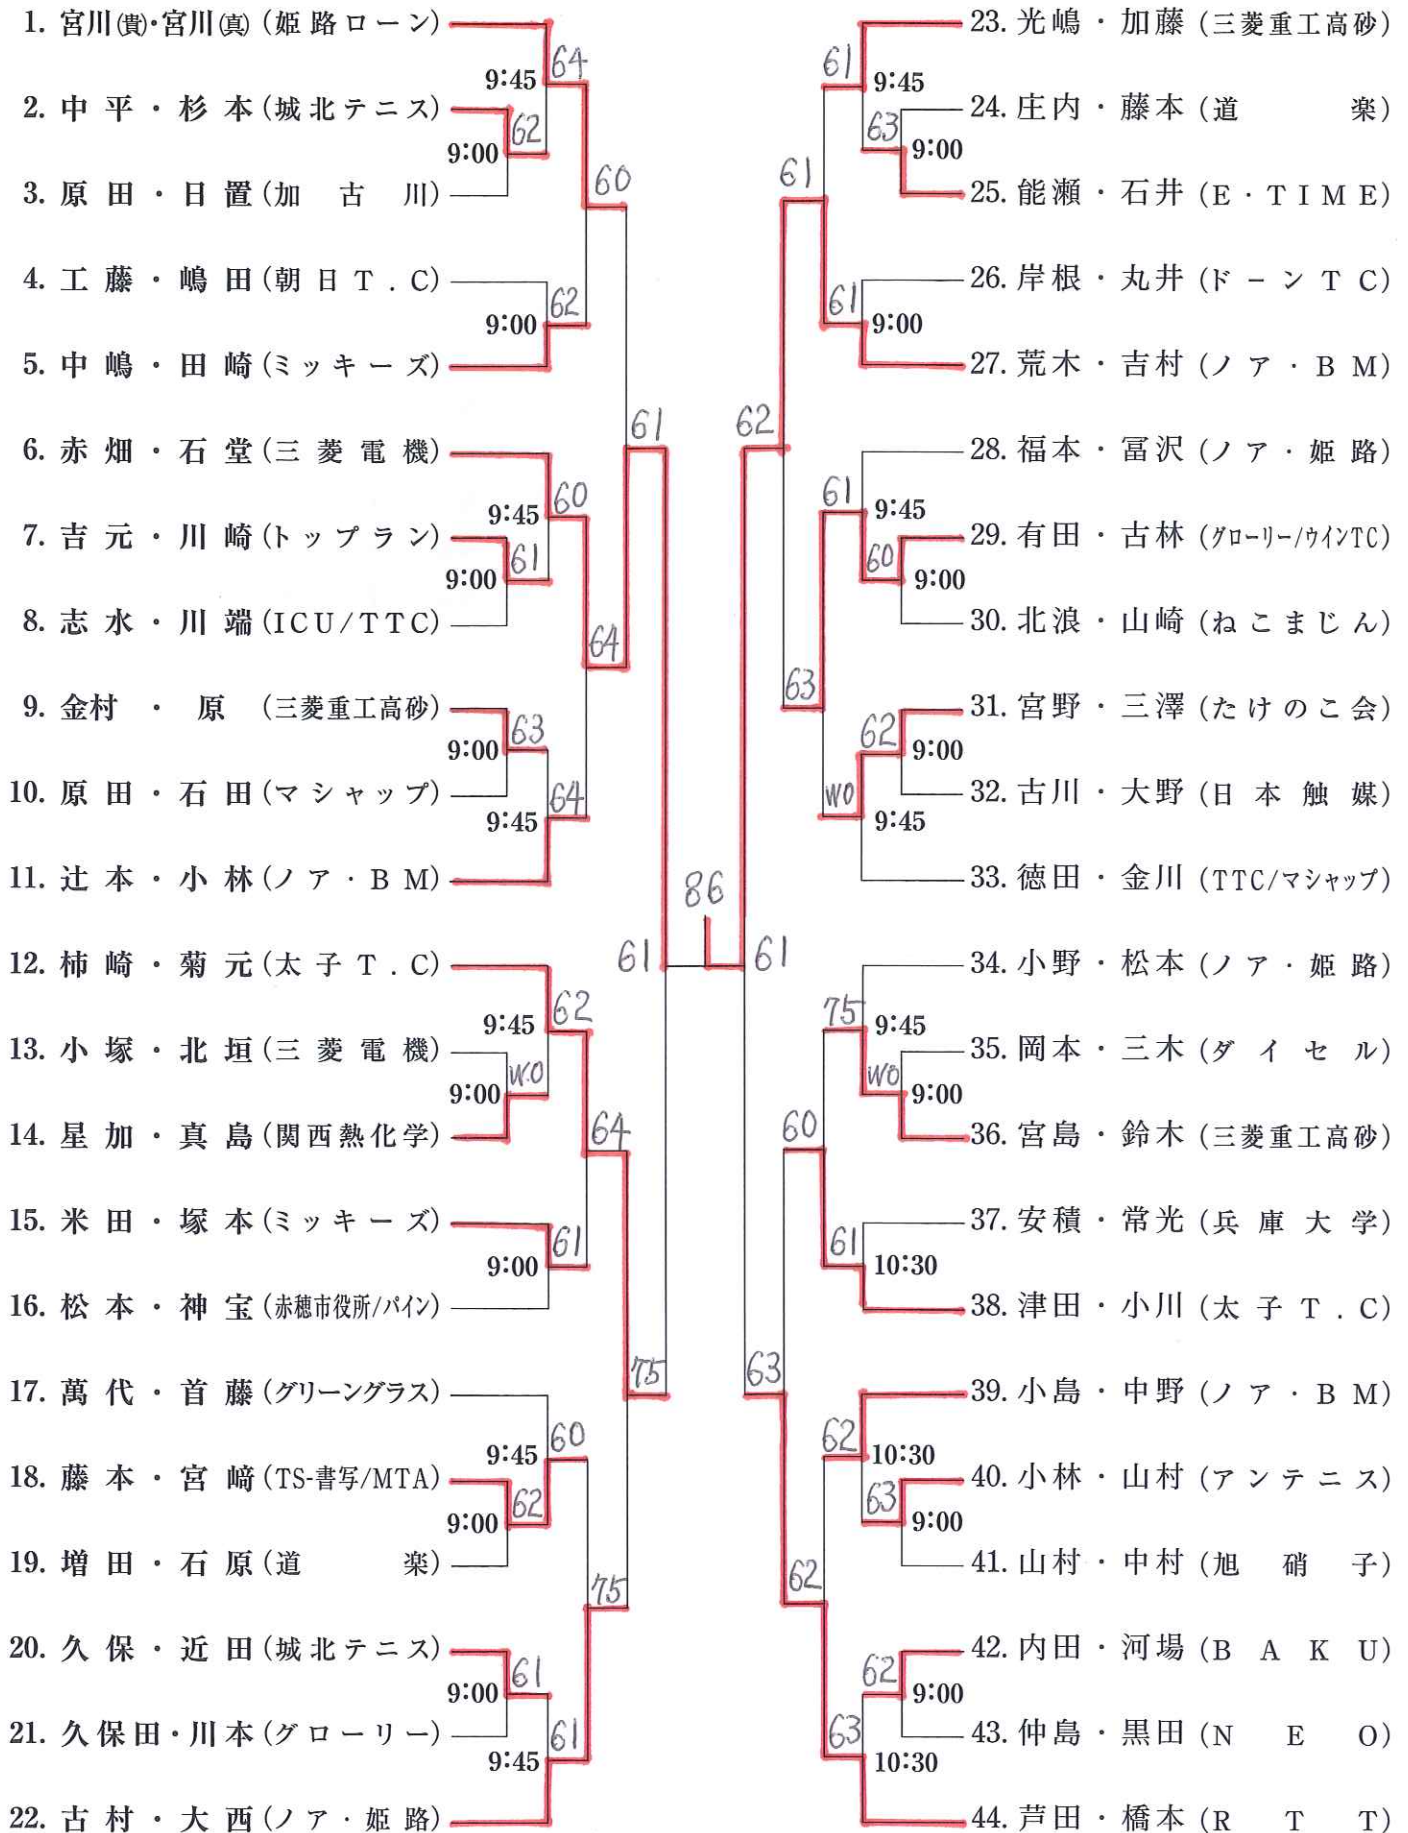 1. 宮川(貴)・宮川(真) (姫路ローン)
2. 中平・杉本 (城北テニス)
3. 原田・日置 (加古川)
4. 工藤・嶋田 (朝日T.C)
5. 中嶋・田崎 (ミッキーズ)
6. 赤畑・石堂 (三菱電機)
7. 吉元・川崎 (トップラン)
8. 志水・川端 (ICU/TTC)
9. 金村・原 (三菱重工高砂)
10. 原田・石田 (マシャップ)
11. 辻本・小林 (ノア・BM)
12. 柿崎・菊元 (太子T.C)
13. 小塚・北垣 (三菱電機)
14. 星加・真島 (関西熱化学)
15. 米田・塚本 (ミッキーズ)
16. 松本・神宝 (赤穂市役所/パイン)
17. 萬代・首藤 (グリーングラス)
18. 藤本・宮﨑 (TS-書写/MTA)
19. 増田・石原 (道楽)
20. 久保・近田 (城北テニス)
21. 久保田・川本 (グローリー)
22. 古村・大西 (ノア・姫路)
9:45 64
9:00 62
60
9:00 62
61
9:45 60
9:00 61
64
9:00 63
9:45 64
61
9:45 62
9:00 W.O
64
9:00 61
75
9:45 60
9:00 62
75
9:00 61
9:45 61
86
23. 光嶋・加藤 (三菱重工高砂)
24. 庄内・藤本 (道楽)
25. 能瀬・石井 (E・TIME)
26. 岸根・丸井 (ドーンTC)
27. 荒木・吉村 (ノア・BM)
28. 福本・冨沢 (ノア・姫路)
29. 有田・古林 (グローリー/ウインTC)
30. 北浪・山崎 (ねこまじん)
31. 宮野・三澤 (たけのこ会)
32. 古川・大野 (日本触媒)
33. 徳田・金川 (TTC/マシャップ)
34. 小野・松本 (ノア・姫路)
35. 岡本・三木 (ダイセル)
36. 宮島・鈴木 (三菱重工高砂)
37. 安積・常光 (兵庫大学)
38. 津田・小川 (太子T.C)
39. 小島・中野 (ノア・BM)
40. 小林・山村 (アンテニス)
41. 山村・中村 (旭硝子)
42. 内田・河場 (BAKU)
43. 仲島・黒田 (NEO)
44. 芦田・橋本 (RTT)
61 9:45
63 9:00
61
61 9:00
62
61 9:45
60 9:00
63
62 9:00
WO 9:45
61
75 9:45
WO 9:00
60
61 10:30
63
62 10:30
63 9:00
62
62 9:00
63 10:30